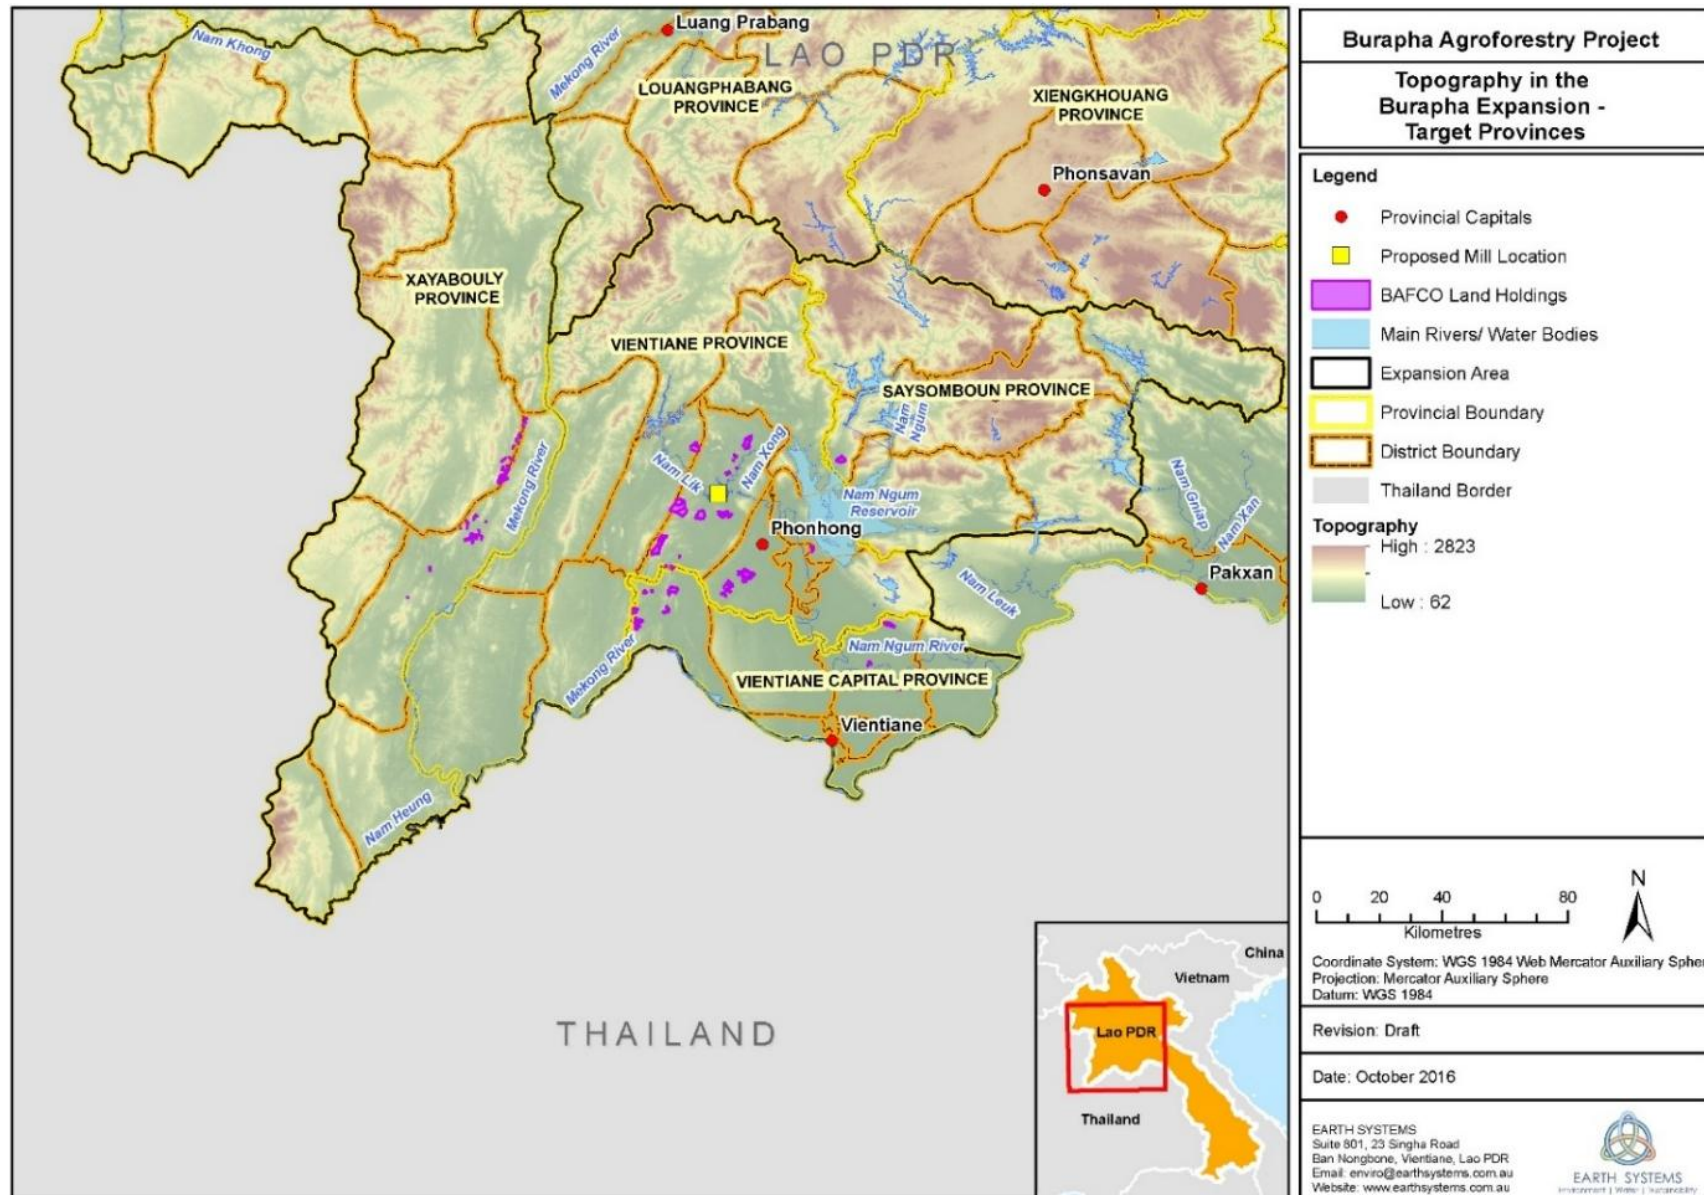 Luang Prabang
LAO PDR
Nam Khong
Mekong River
LOUANGPHABANG
PROVINCE
XIENGKHOUANG
PROVINCE
Phonsavan
XAYABOULY
PROVINCE
VIENTIANE PROVINCE
SAYSOMBOUN PROVINCE
Nam
Ngum
Mekong River
Nam Lik
Nam Xong
Nam Ngum
Reservoir
Nam Gniap
Nam Xan
Phonhong
Pakxan
Nam Leuk
Mekong River
Nam Ngum River
VIENTIANE CAPITAL PROVINCE
Vientiane
Nam Heung
THAILAND
China
Vietnam
Lao PDR
Thailand
Burapha Agroforestry Project
Topography in the
Burapha Expansion -
Target Provinces
Legend
Provincial Capitals
Proposed Mill Location
BAFCO Land Holdings
Main Rivers/ Water Bodies
Expansion Area
Provincial Boundary
District Boundary
Thailand Border
Topography
High : 2823
Low : 62
N
0 20 40 80
Kilometres
Coordinate System: WGS 1984 Web Mercator Auxiliary Spher
Projection: Mercator Auxiliary Sphere
Datum: WGS 1984
Revision: Draft
Date: October 2016
EARTH SYSTEMS
Suite 801, 23 Singha Road
Ban Nongbone, Vientiane, Lao PDR
Email: enviro@earthsystems.com.au
Website: www.earthsystems.com.au
EARTH SYSTEMS
Environment | Water | Sustainability